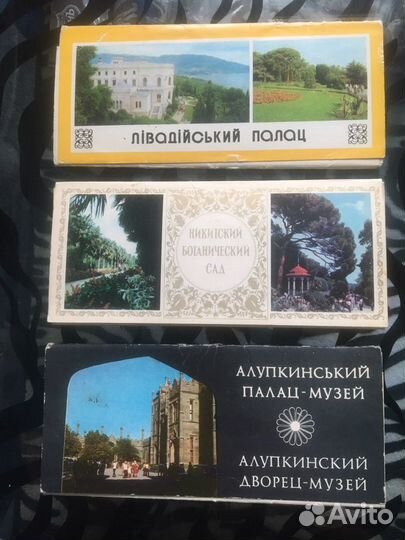 ЛІВАДІЙСЬКИЙ ПАЛАЦ
НИКИТСКИЙ
БОТАНИЧЕСКИЙ
САД
АЛУПКИНСЬКИЙ
ПАЛАЦ-МУЗЕЙ
АЛУПКИНСКИЙ
ДВОРЕЦ-МУЗЕЙ
Avito